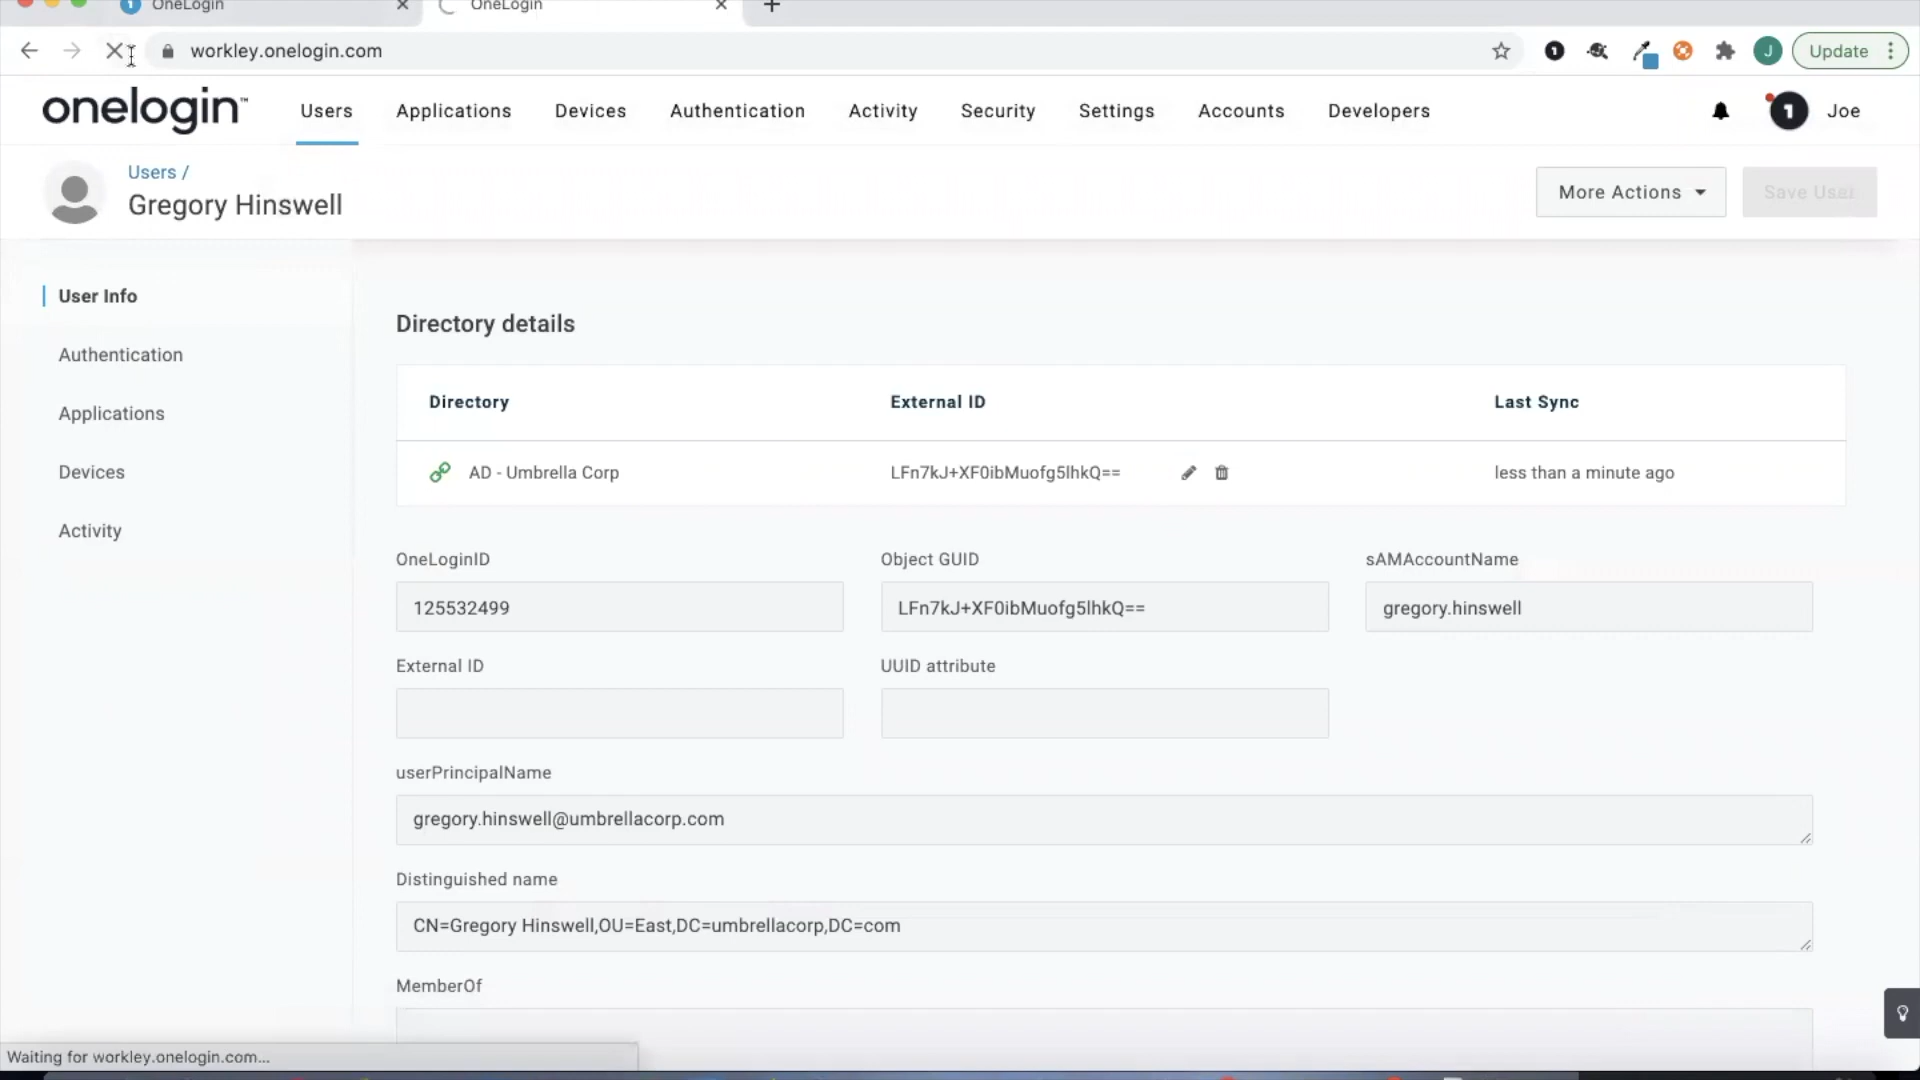 OneLogin
OneLogin
workley.onelogin.com
J
Update
onelogin™
Users
Applications
Devices
Authentication
Activity
Security
Settings
Accounts
Developers
1
Joe
Users /
Gregory Hinswell
More Actions
Save User
User Info
Authentication
Applications
Devices
Activity
Directory details
Directory External ID Last Sync
AD - Umbrella Corp LFn7kJ+XF0ibMuofg5lhkQ== less than a minute ago
OneLoginID Object GUID sAMAccountName
125532499 LFn7kJ+XF0ibMuofg5lhkQ== gregory.hinswell
External ID UUID attribute
userPrincipalName
gregory.hinswell@umbrellacorp.com
Distinguished name
CN=Gregory Hinswell,OU=East,DC=umbrellacorp,DC=com
MemberOf
Waiting for workley.onelogin.com...